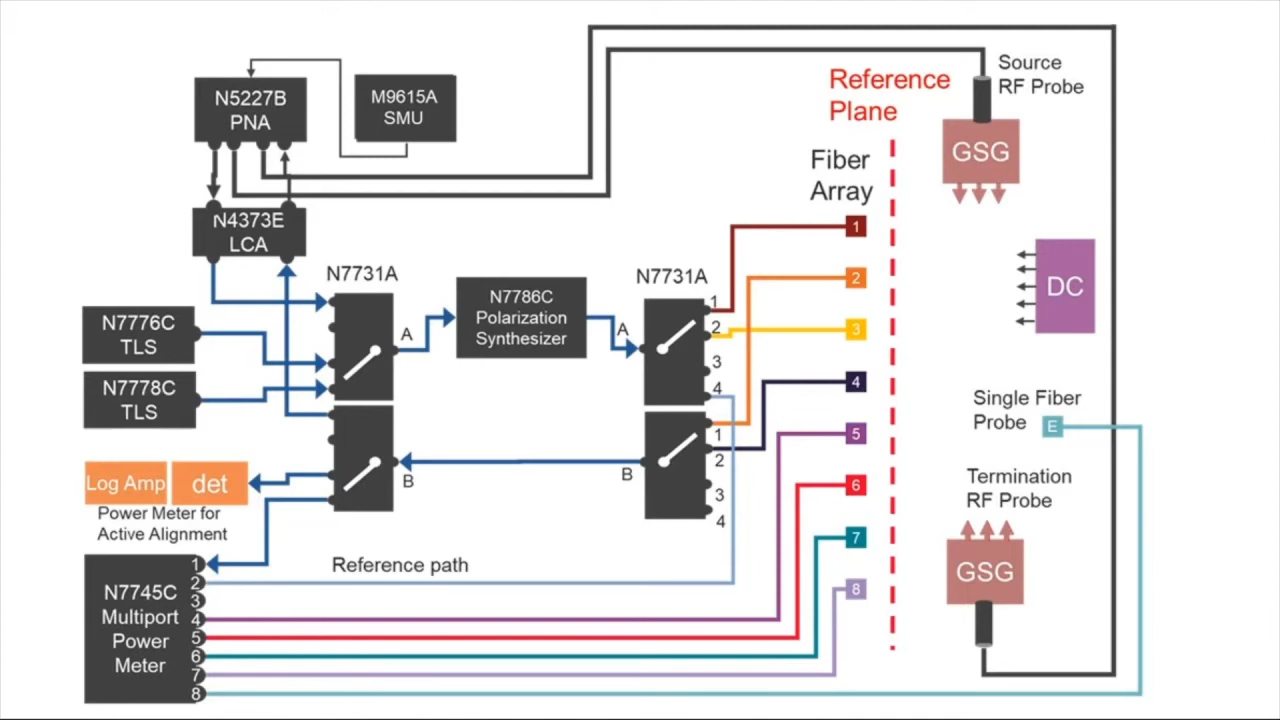 N5227B
PNA
M9615A
SMU
Source
RF Probe
Reference
Plane
GSG
Fiber
Array
N4373E
LCA
N7731A
N7731A
N7786C
Polarization
Synthesizer
N7776C
TLS
N7778C
TLS
A
A
1
2
3
4
1
2
3
4
B
B
1
2
3
4
5
6
7
8
DC
Single Fiber
Probe
E
Log Amp
det
Power Meter for
Active Alignment
Termination
RF Probe
GSG
Reference path
N7745C
Multiport
Power
Meter
1
2
3
4
5
6
7
8